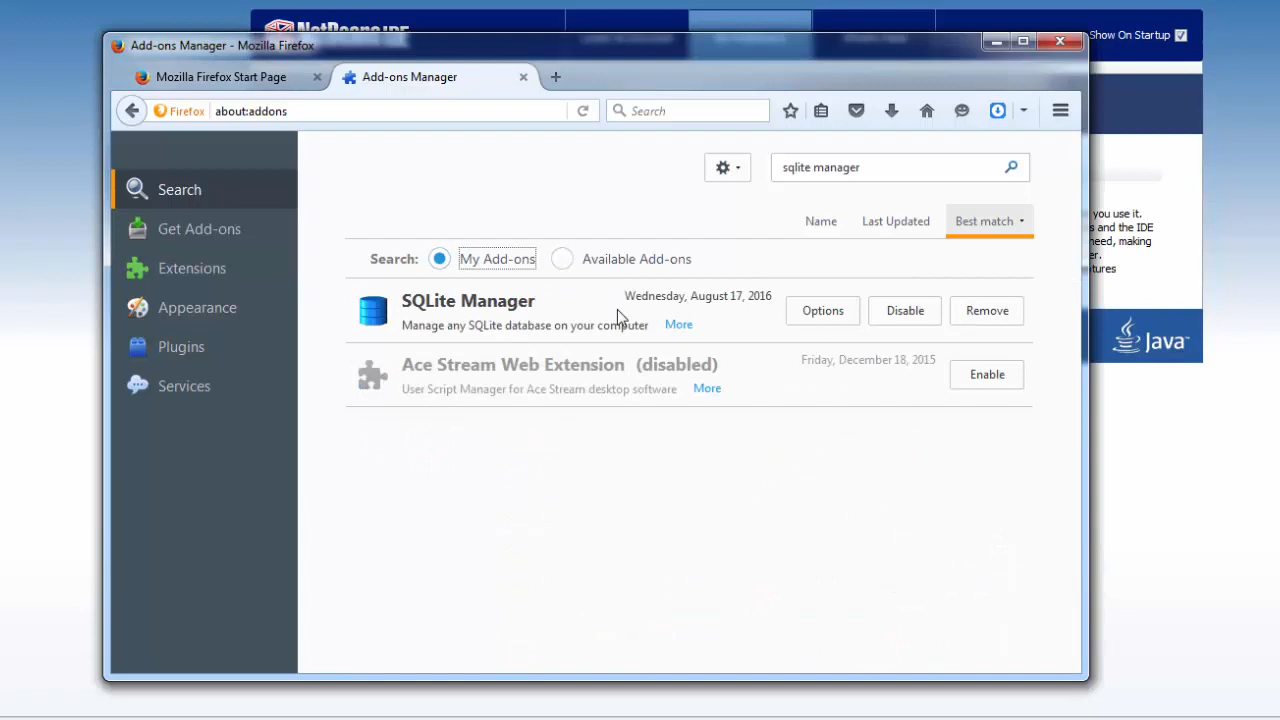 NetBeans IDE
Show On Startup
Add-ons Manager - Mozilla Firefox
Mozilla Firefox Start Page
Add-ons Manager
Firefox
about:addons
Search
sqlite manager
Search
Get Add-ons
Extensions
Appearance
Plugins
Services
Name
Last Updated
Best match
Search:
My Add-ons
Available Add-ons
SQLite Manager
Wednesday, August 17, 2016
Manage any SQLite database on your computer
More
Options
Disable
Remove
Ace Stream Web Extension (disabled)
Friday, December 18, 2015
User Script Manager for Ace Stream desktop software
More
Enable
you use it.
s and the IDE
need, making
er.
atures
Java